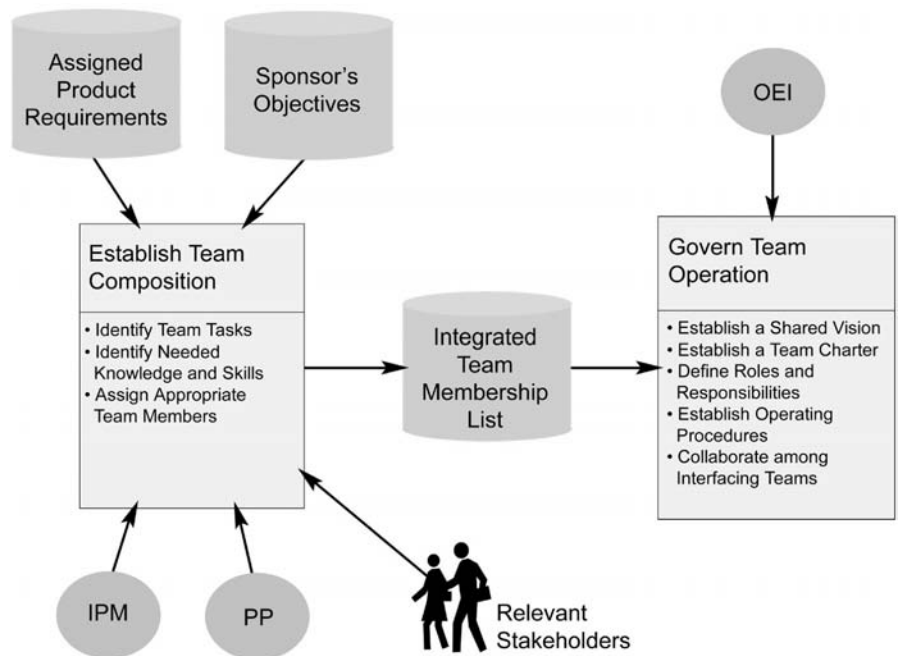 Assigned
Product
Requirements
Sponsor's
Objectives
OEI
Establish Team
Composition
• Identify Team Tasks
• Identify Needed
Knowledge and Skills
• Assign Appropriate
Team Members
Integrated
Team
Membership
List
Govern Team
Operation
• Establish a Shared Vision
• Establish a Team Charter
• Define Roles and
Responsibilities
• Establish Operating
Procedures
• Collaborate among
Interfacing Teams
IPM
PP
Relevant
Stakeholders